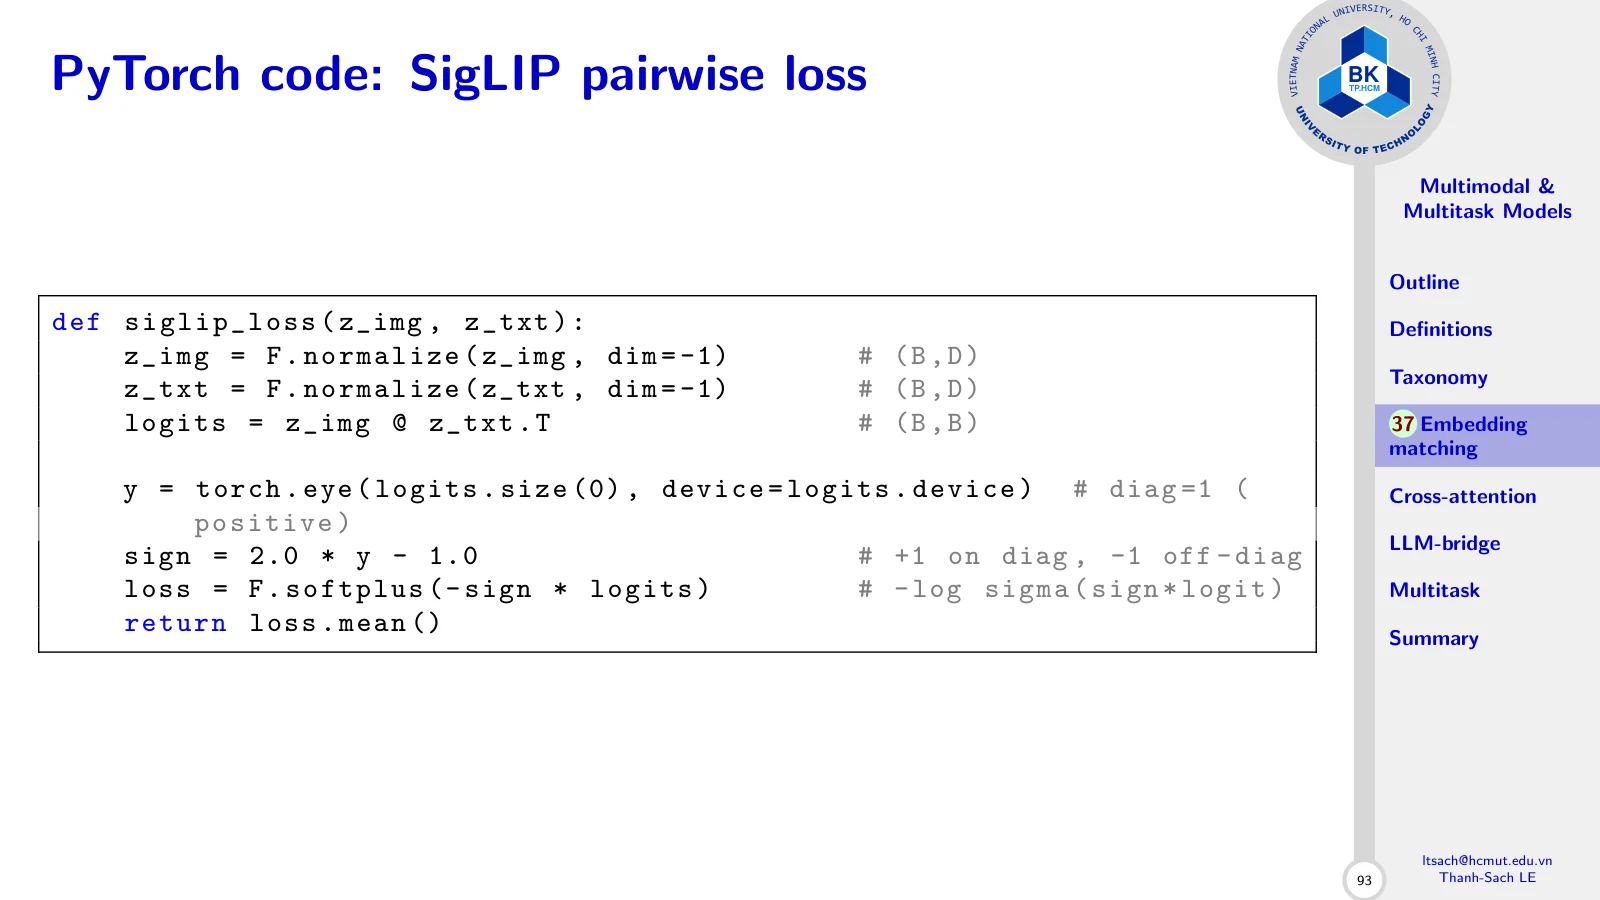 PyTorch code: SigLIP pairwise loss
def siglip_loss(z_img, z_txt):
z_img = F.normalize(z_img, dim=-1) # (B,D)
z_txt = F.normalize(z_txt, dim=-1) # (B,D)
logits = z_img @ z_txt.T # (B,B)
y = torch.eye(logits.size(0), device=logits.device) # diag=1 (
positive)
sign = 2.0 * y - 1.0 # +1 on diag, -1 off-diag
loss = F.softplus(-sign * logits) # -log sigma(sign*logit)
return loss.mean()
VIETNAM NATIONAL UNIVERSITY, HO CHI MINH CITY
BK
TP.HCM
UNIVERSITY OF TECHNOLOGY
Multimodal &
Multitask Models
Outline
Definitions
Taxonomy
37 Embedding
matching
Cross-attention
LLM-bridge
Multitask
Summary
ltsach@hcmut.edu.vn
Thanh-Sach LE
93